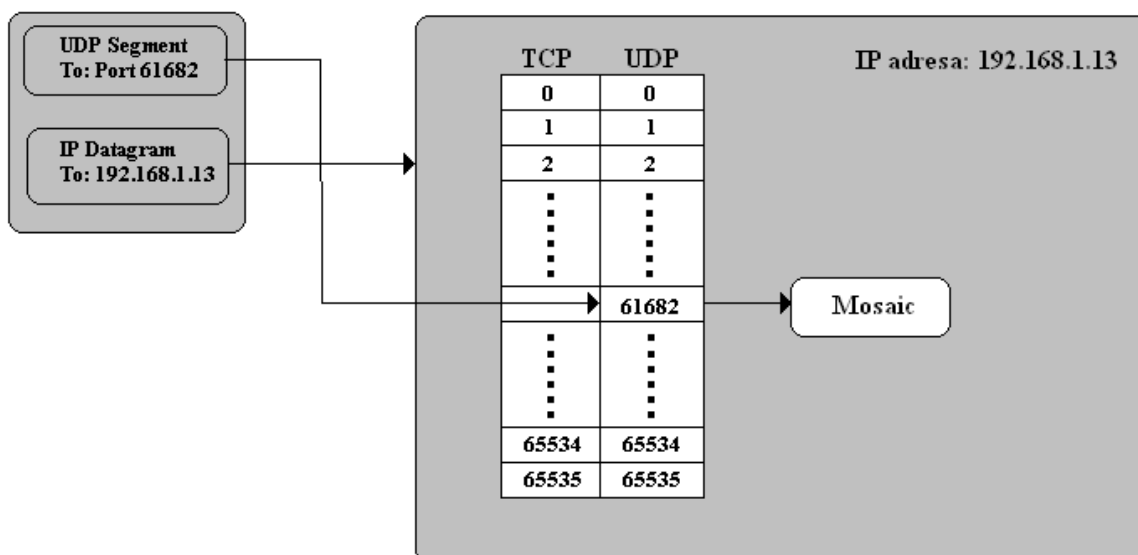 UDP Segment
To: Port 61682
IP Datagram
To: 192.168.1.13
IP adresa: 192.168.1.13
TCP UDP
0 0
1 1
2 2
61682
65534 65534
65535 65535
Mosaic